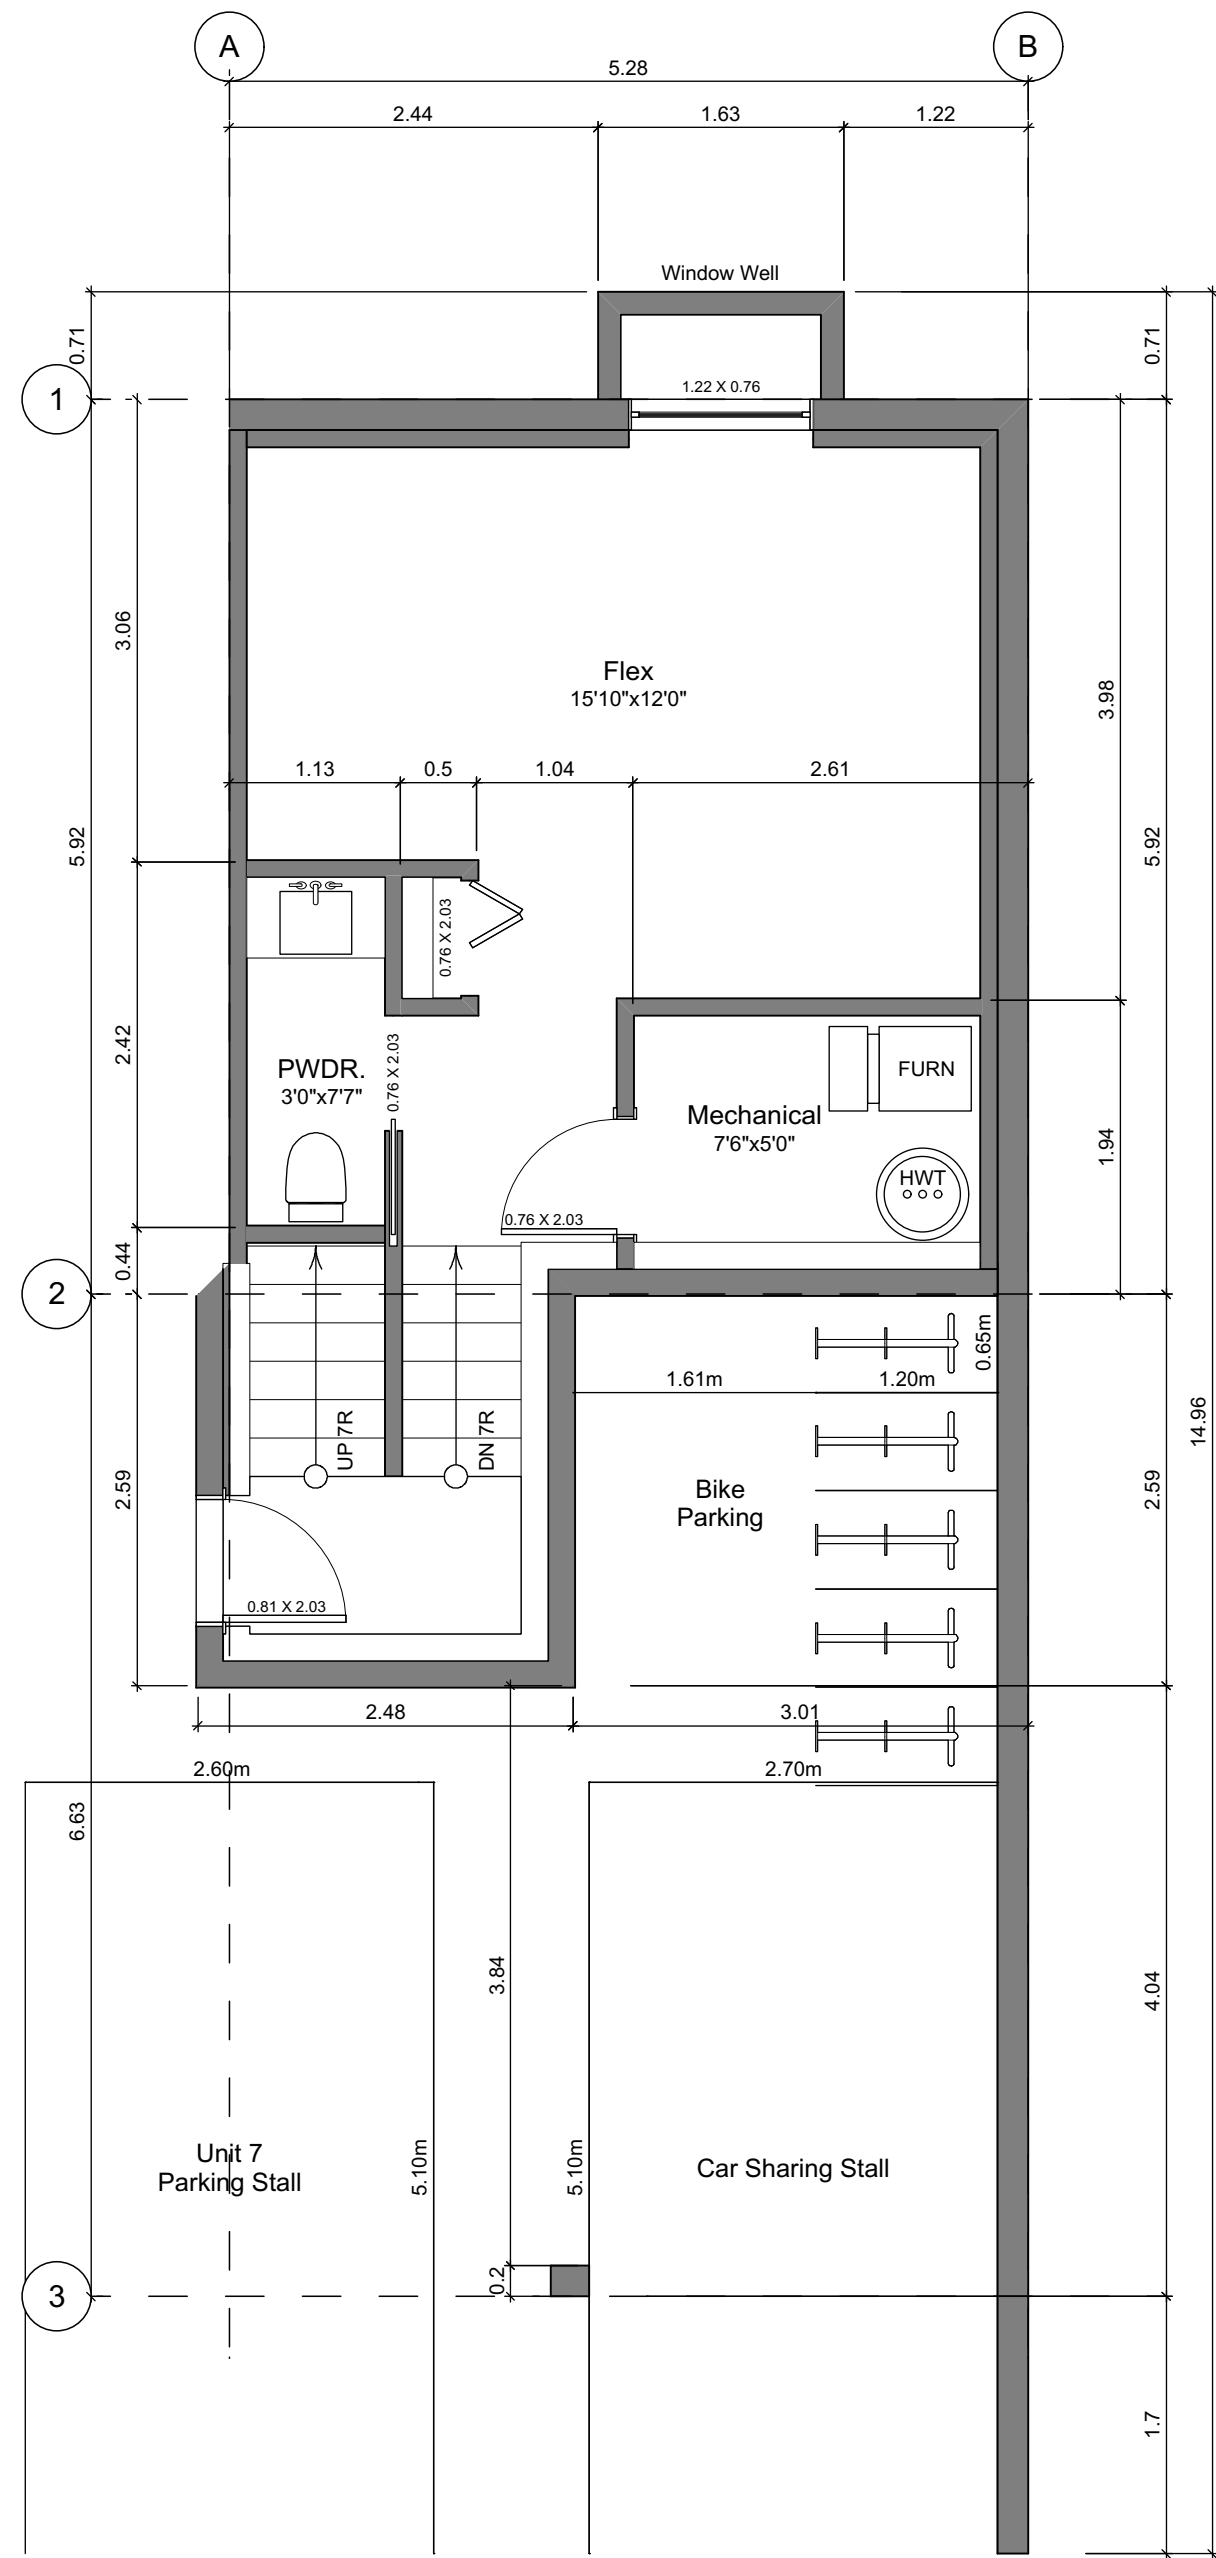 A
B
5.28
2.44
1.63
1.22
Window Well
0.71
0.71
1
1.22 X 0.76
3.06
Flex
15'10"x12'0"
3.98
1.13
0.5
1.04
2.61
5.92
5.92
0.76 X 2.03
2.42
PWDR.
3'0"x7'7"
0.76 X 2.03
FURN
Mechanical
7'6"x5'0"
1.94
HWT
0.76 X 2.03
0.44
2
0.65m
1.61m
1.20m
14.96
UP 7R
DN 7R
2.59
Bike
Parking
2.59
0.81 X 2.03
2.48
3.01
2.60m
2.70m
6.63
3.84
4.04
Unit 7
Parking Stall
5.10m
5.10m
Car Sharing Stall
0.2
3
1.7